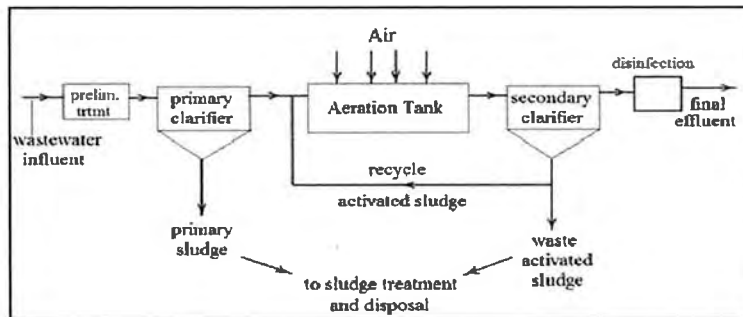 Air
disinfection
prelim.
trtmt
primary
clarifier
Aeration Tank
secondary
clarifier
final
effluent
wastewater
influent
recycle
activated sludge
primary
sludge
waste
activated
sludge
to sludge treatment
and disposal